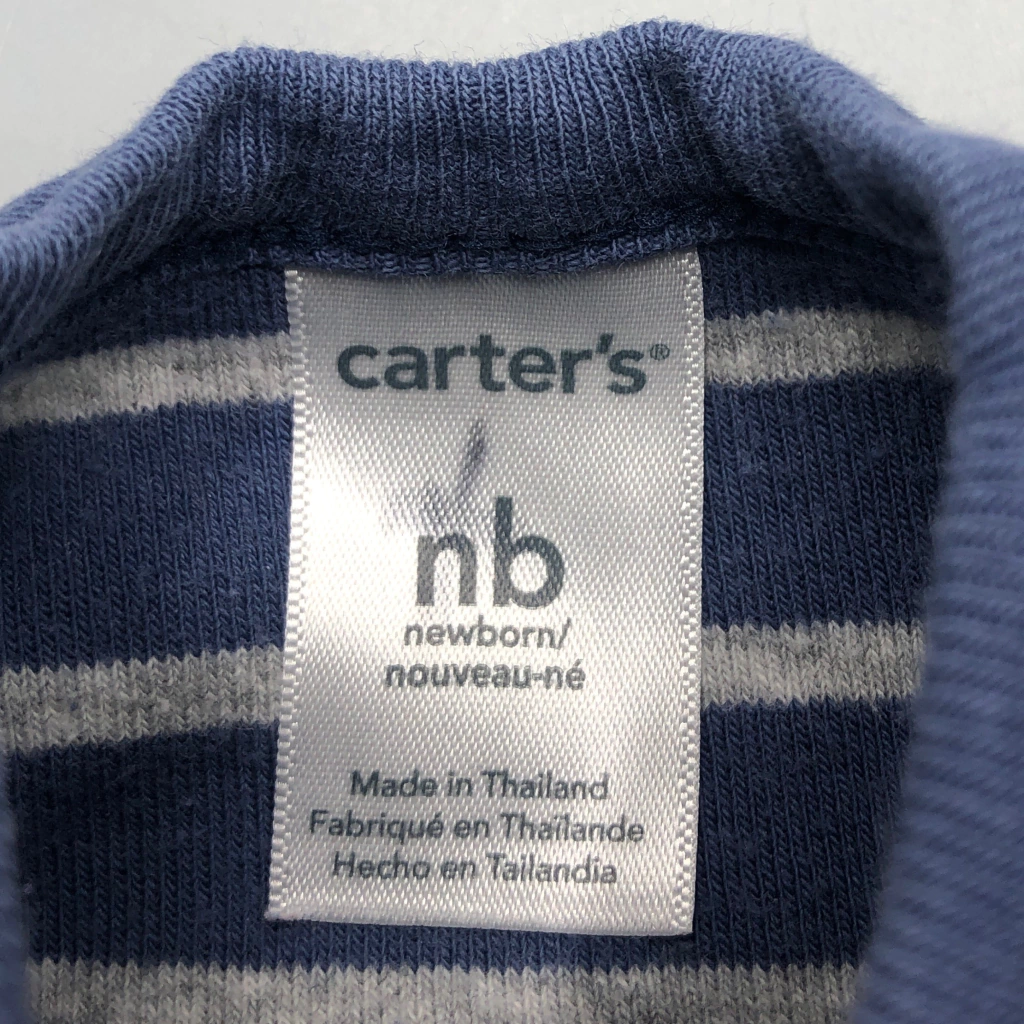 carter's®
nb
newborn/
nouveau-né
Made in Thailand
Fabriqué en Thaïlande
Hecho en Tailandia